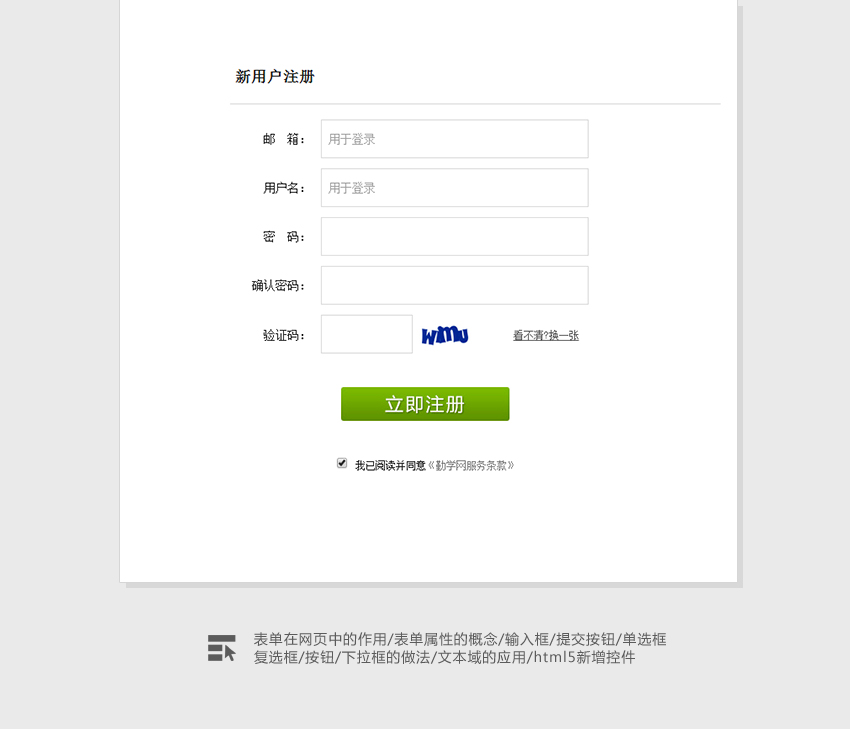 新用户注册
邮 箱： 用于登录
用户名： 用于登录
密 码：
确认密码：
验证码： wimu 看不清?换一张
立即注册
我已阅读并同意《勤学网服务条款》
表单在网页中的作用/表单属性的概念/输入框/提交按钮/单选框
复选框/按钮/下拉框的做法/文本域的应用/html5新增控件